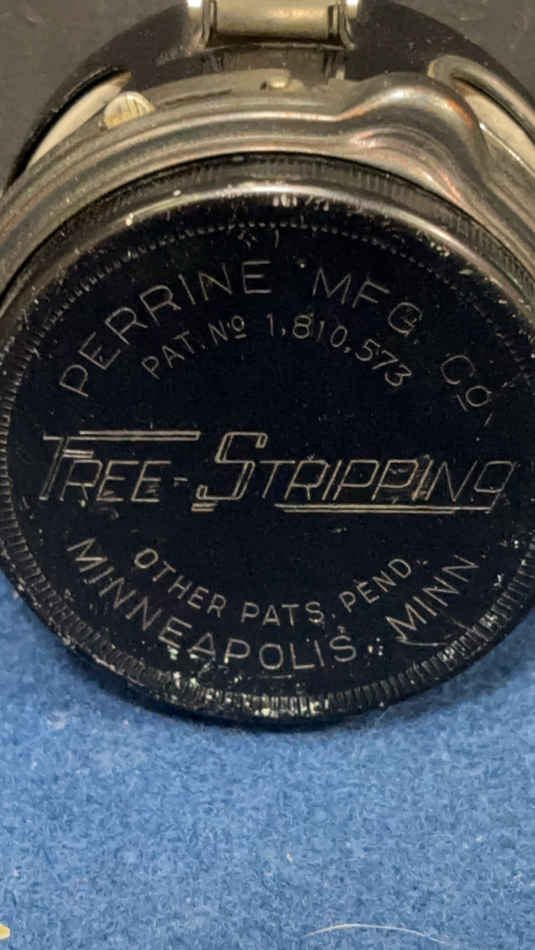 PERRINE MFG. Co.
PAT. No 1,810,573
FREE-STRIPPING
OTHER PATS. PEND.
MINNEAPOLIS, MINN